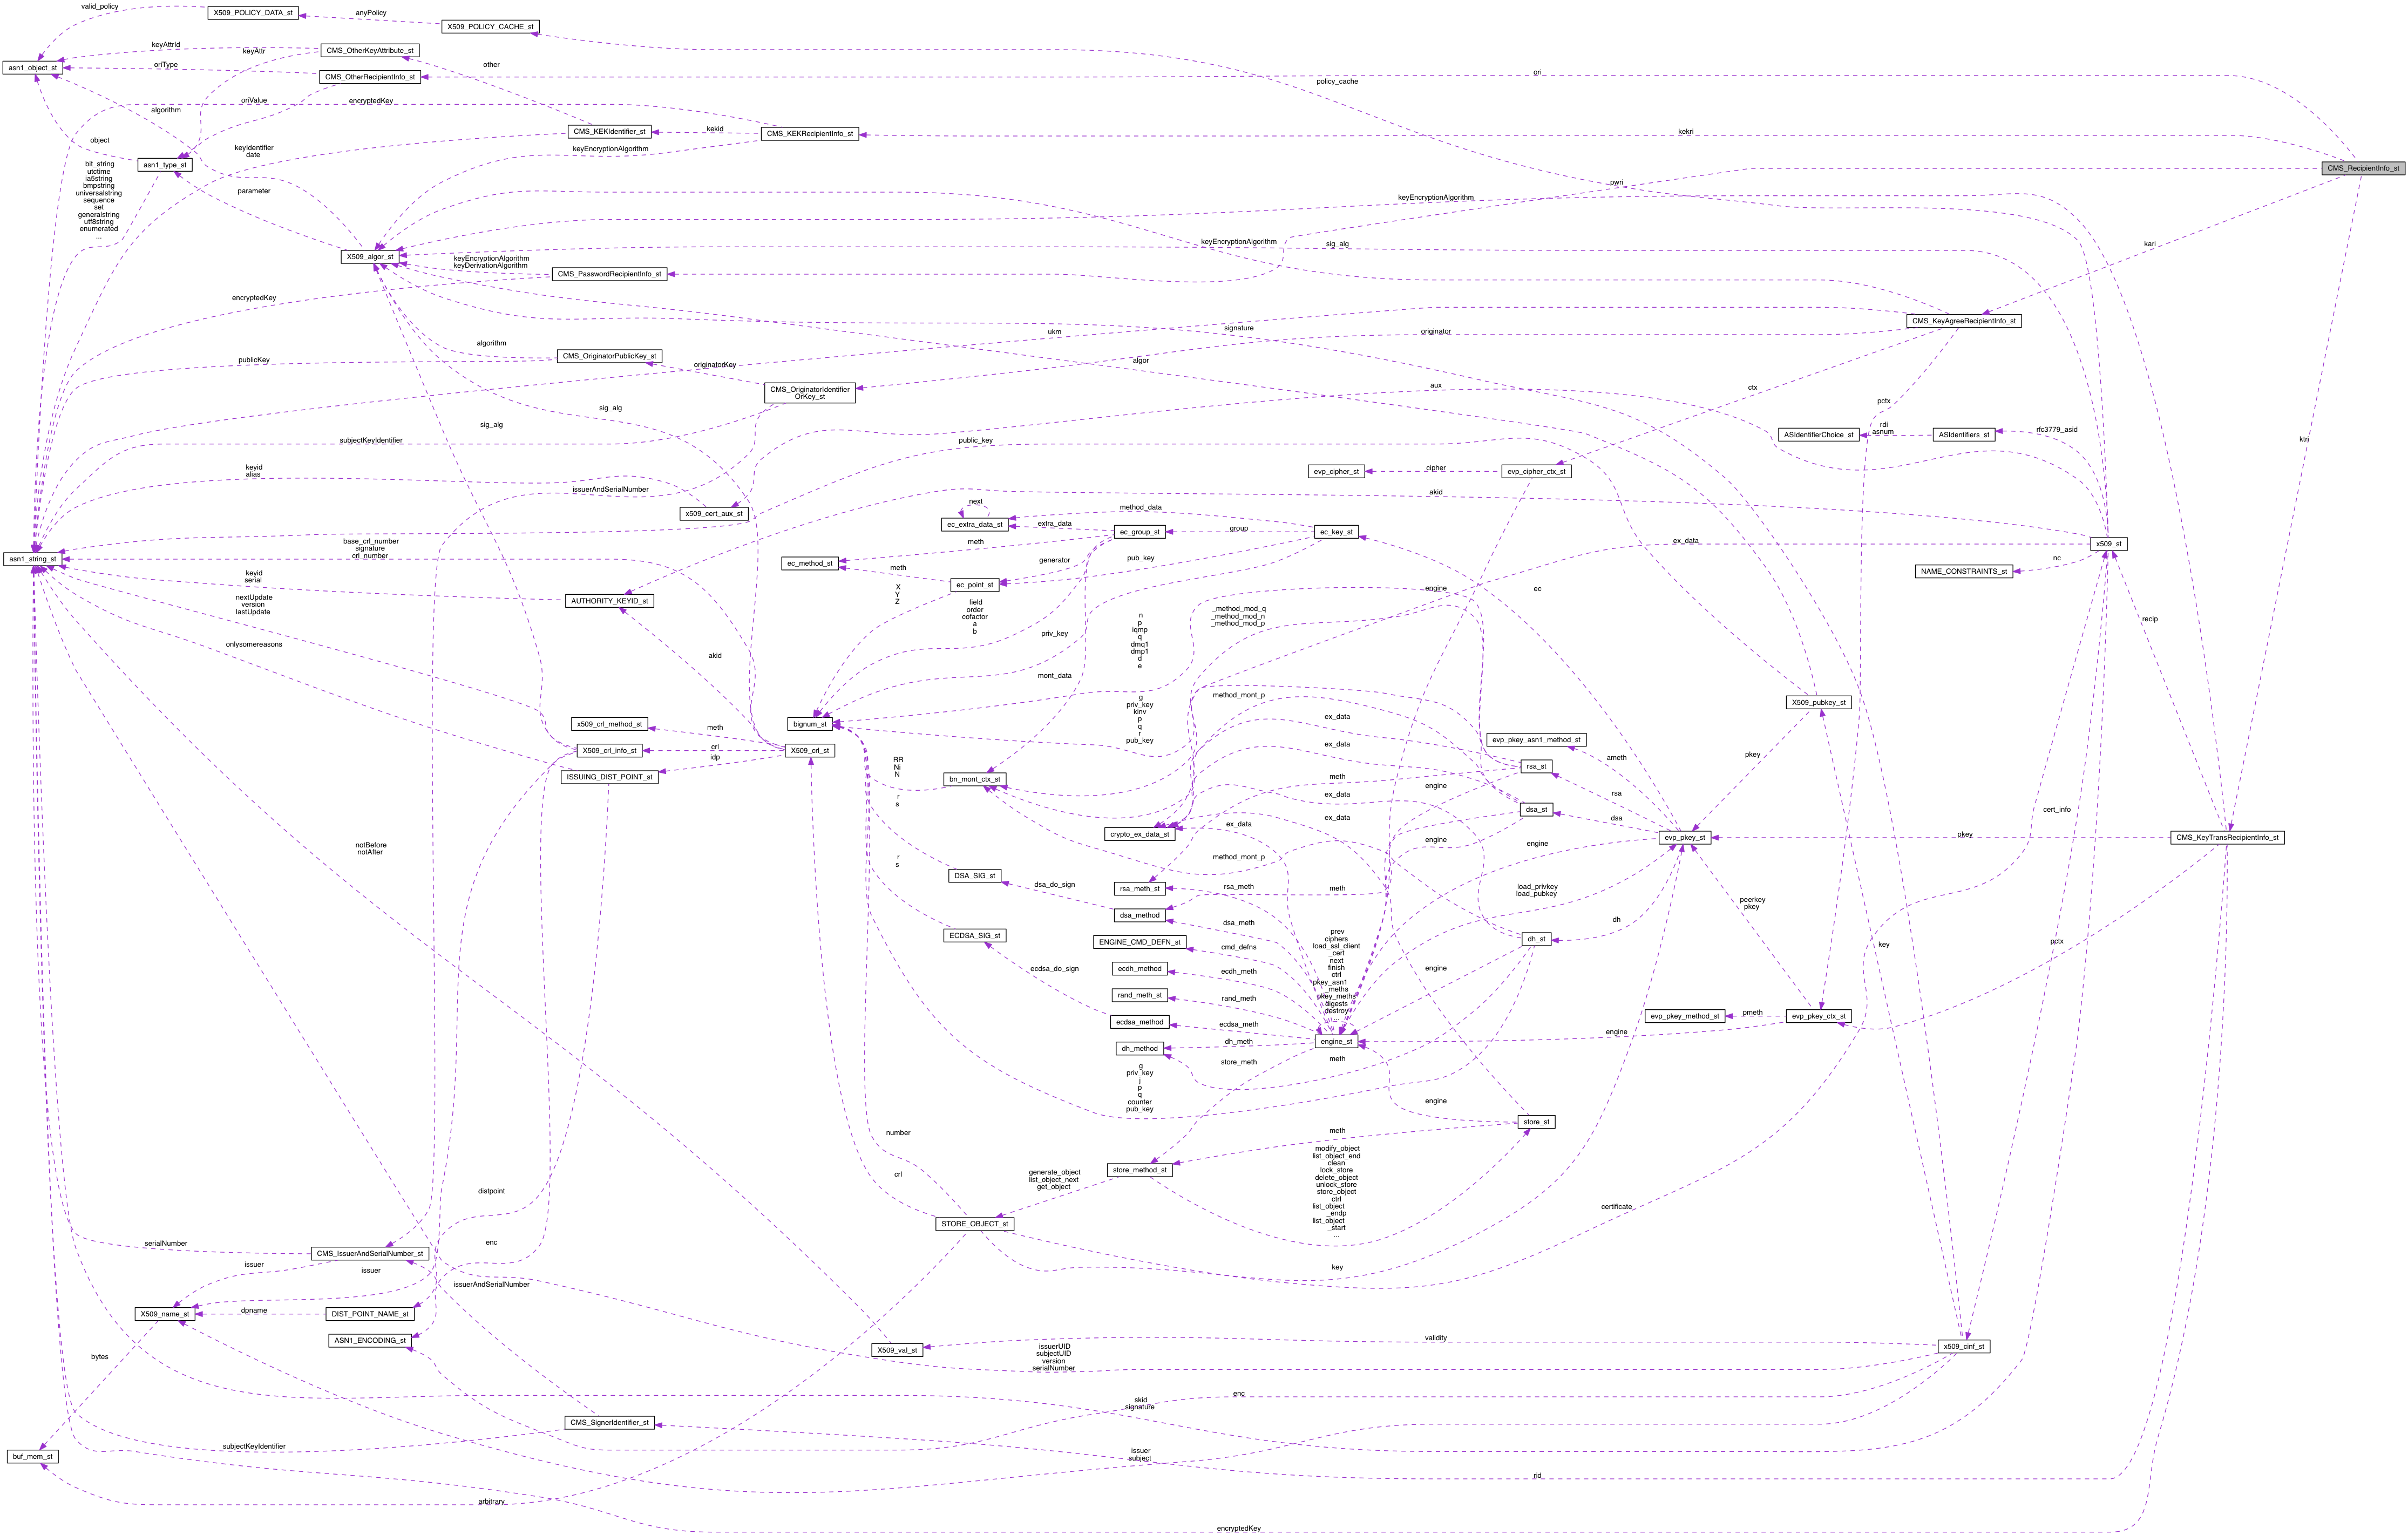 valid_policy
X509_POLICY_DATA_st
anyPolicy
X509_POLICY_CACHE_st
keyAttrId
keyAttr
CMS_OtherKeyAttribute_st
asn1_object_st
oriType
CMS_OtherRecipientInfo_st
other
ori
policy_cache
algorithm
oriValue
encryptedKey
object
CMS_KEKIdentifier_st
kekid
CMS_KEKRecipientInfo_st
kekri
keyIdentifier
date
keyEncryptionAlgorithm
asn1_type_st
bit_string
utctime
ia5string
bmpstring
universalstring
sequence
set
generalstring
utf8string
enumerated
...
CMS_RecipientInfo_st
parameter
pwri
keyEncryptionAlgorithm
keyEncryptionAlgorithm
sig_alg
kari
X509_algor_st
keyEncryptionAlgorithm
keyDerivationAlgorithm
CMS_PasswordRecipientInfo_st
encryptedKey
ukm
signature
originator
CMS_KeyAgreeRecipientInfo_st
algorithm
publicKey
CMS_OriginatorPublicKey_st
originatorKey
algor
CMS_OriginatorIdentifier
OrKey_st
aux
ctx
pctx
sig_alg
sig_alg
subjectKeyIdentifier
public_key
ASIdentifierChoice_st
rdi
asnum
ASIdentifiers_st
rfc3779_asid
ktri
keyid
alias
issuerAndSerialNumber
evp_cipher_st
cipher
evp_cipher_ctx_st
akid
x509_cert_aux_st
next
ec_extra_data_st
method_data
extra_data
ec_group_st
group
ec_key_st
base_crl_number
signature
crl_number
asn1_string_st
meth
ec_method_st
generator
pub_key
ex_data
x509_st
nc
NAME_CONSTRAINTS_st
keyid
serial
meth
ec_point_st
engine
ec
AUTHORITY_KEYID_st
X
Y
Z
nextUpdate
version
lastUpdate
field
order
cofactor
a
b
priv_key
n
p
iqmp
q
dmq1
dmp1
d
e
_method_mod_q
_method_mod_n
_method_mod_p
recip
onlysomereasons
akid
mont_data
g
priv_key
kinv
p
q
r
pub_key
method_mont_p
X509_pubkey_st
x509_crl_method_st
meth
bignum_st
ex_data
evp_pkey_asn1_method_st
X509_crl_info_st
crl
X509_crl_st
idp
ex_data
ameth
pkey
ISSUING_DIST_POINT_st
RR
Ni
N
bn_mont_ctx_st
meth
rsa_st
engine
rsa
r
s
ex_data
dsa_st
dsa
cert_info
crypto_ex_data_st
ex_data
ex_data
evp_pkey_st
pkey
CMS_KeyTransRecipientInfo_st
notBefore
notAfter
r
s
method_mont_p
engine
engine
DSA_SIG_st
dsa_do_sign
rsa_meth_st
rsa_meth
meth
load_privkey
load_pubkey
peerkey
pkey
dsa_method
dsa_meth
ECDSA_SIG_st
ENGINE_CMD_DEFN_st
cmd_defns
prev
ciphers
load_ssl_client
_cert
next
finish
ctrl
pkey_asn1
_meths
pkey_meths
digests
destroy
...
dh_st
dh
key
pctx
ecdsa_do_sign
ecdh_method
ecdh_meth
engine
rand_meth_st
rand_meth
ecdsa_method
ecdsa_meth
evp_pkey_method_st
pmeth
evp_pkey_ctx_st
dh_method
dh_meth
engine_st
engine
store_meth
meth
g
priv_key
j
p
q
counter
pub_key
engine
store_st
number
meth
crl
generate_object
list_object_next
get_object
store_method_st
modify_object
list_object_end
clean
lock_store
delete_object
unlock_store
store_object
ctrl
list_object
_endp
list_object
_start
...
distpoint
STORE_OBJECT_st
certificate
serialNumber
enc
CMS_IssuerAndSerialNumber_st
issuer
issuer
key
issuerAndSerialNumber
X509_name_st
dpname
DIST_POINT_NAME_st
ASN1_ENCODING_st
validity
bytes
X509_val_st
issuerUID
subjectUID
version
serialNumber
x509_cinf_st
enc
skid
signature
CMS_SignerIdentifier_st
subjectKeyIdentifier
buf_mem_st
issuer
subject
rid
arbitrary
encryptedKey